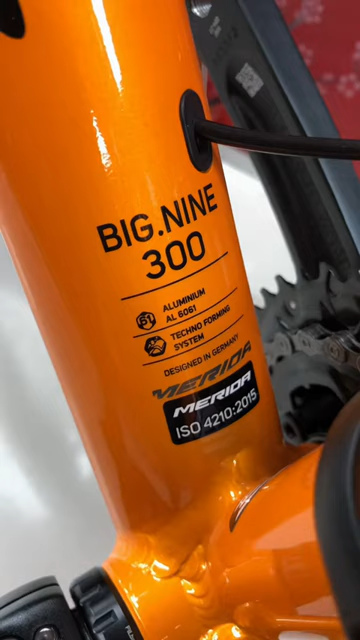 BIG.NINE
300
ALUMINIUM
AL 6061
TECHNO FORMING
SYSTEM
DESIGNED IN GERMANY
MERIDA
MERIDA
ISO 4210:2015